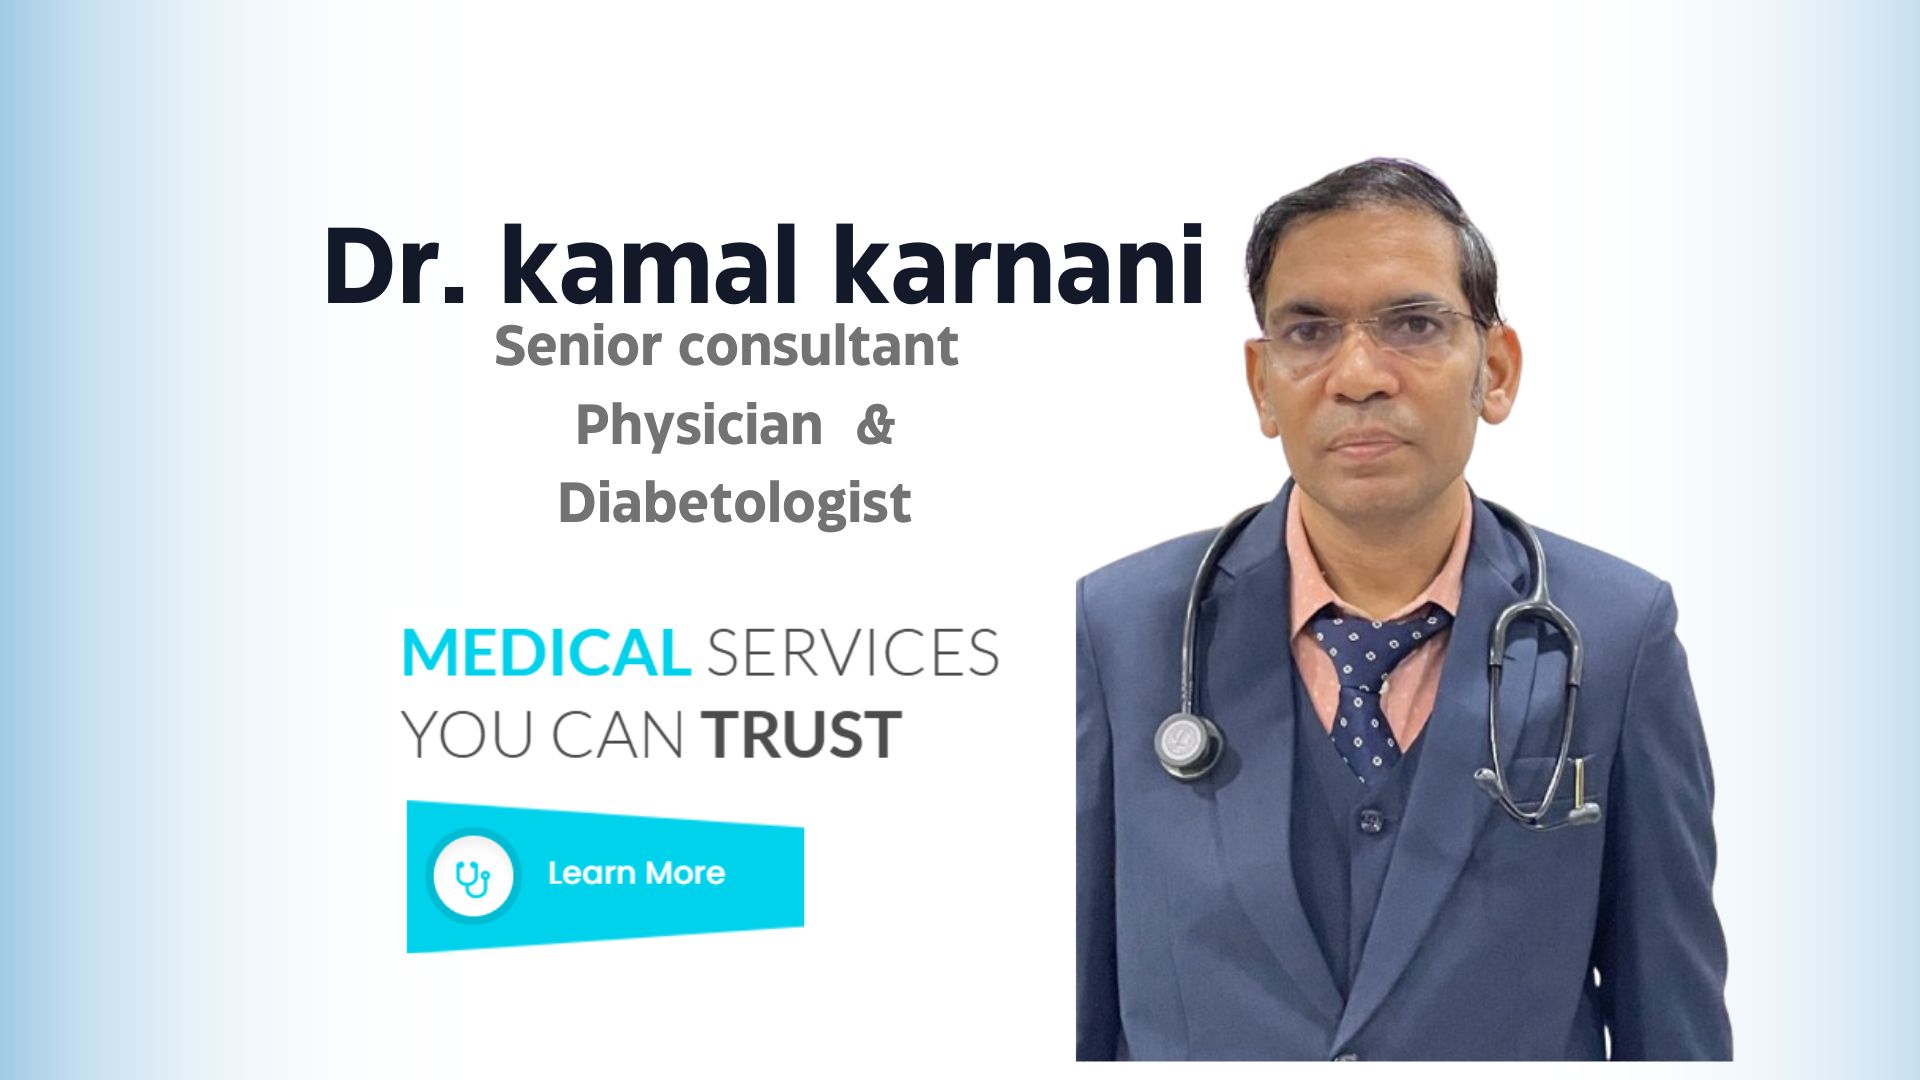 Dr. kamal karnani
Senior consultant
Physician &
Diabetologist
MEDICAL SERVICES
YOU CAN TRUST
Learn More